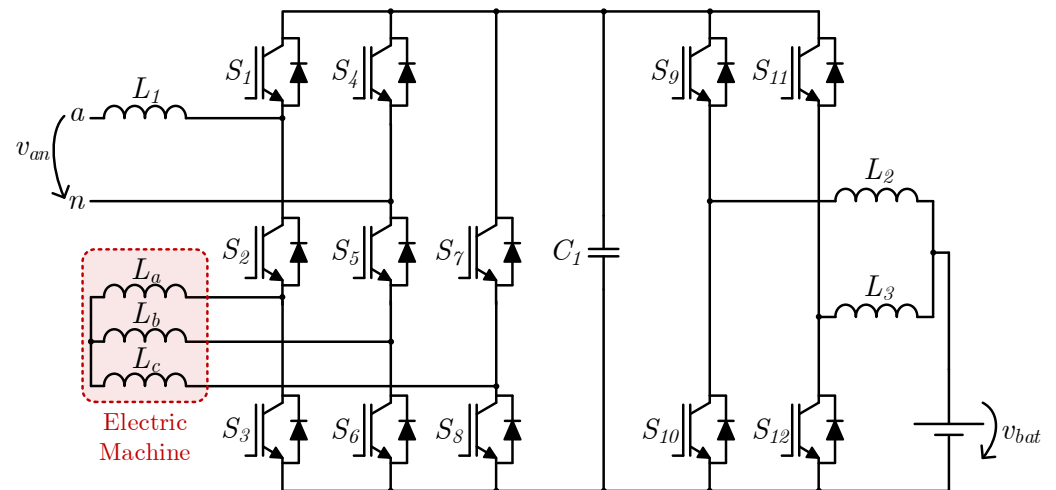 S1
S4
S9
S11
L1
a
van
n
L2
S2
S5
S7
C1
La
L3
Lb
Lc
Electric
Machine
S3
S6
S8
S10
S12
vbat